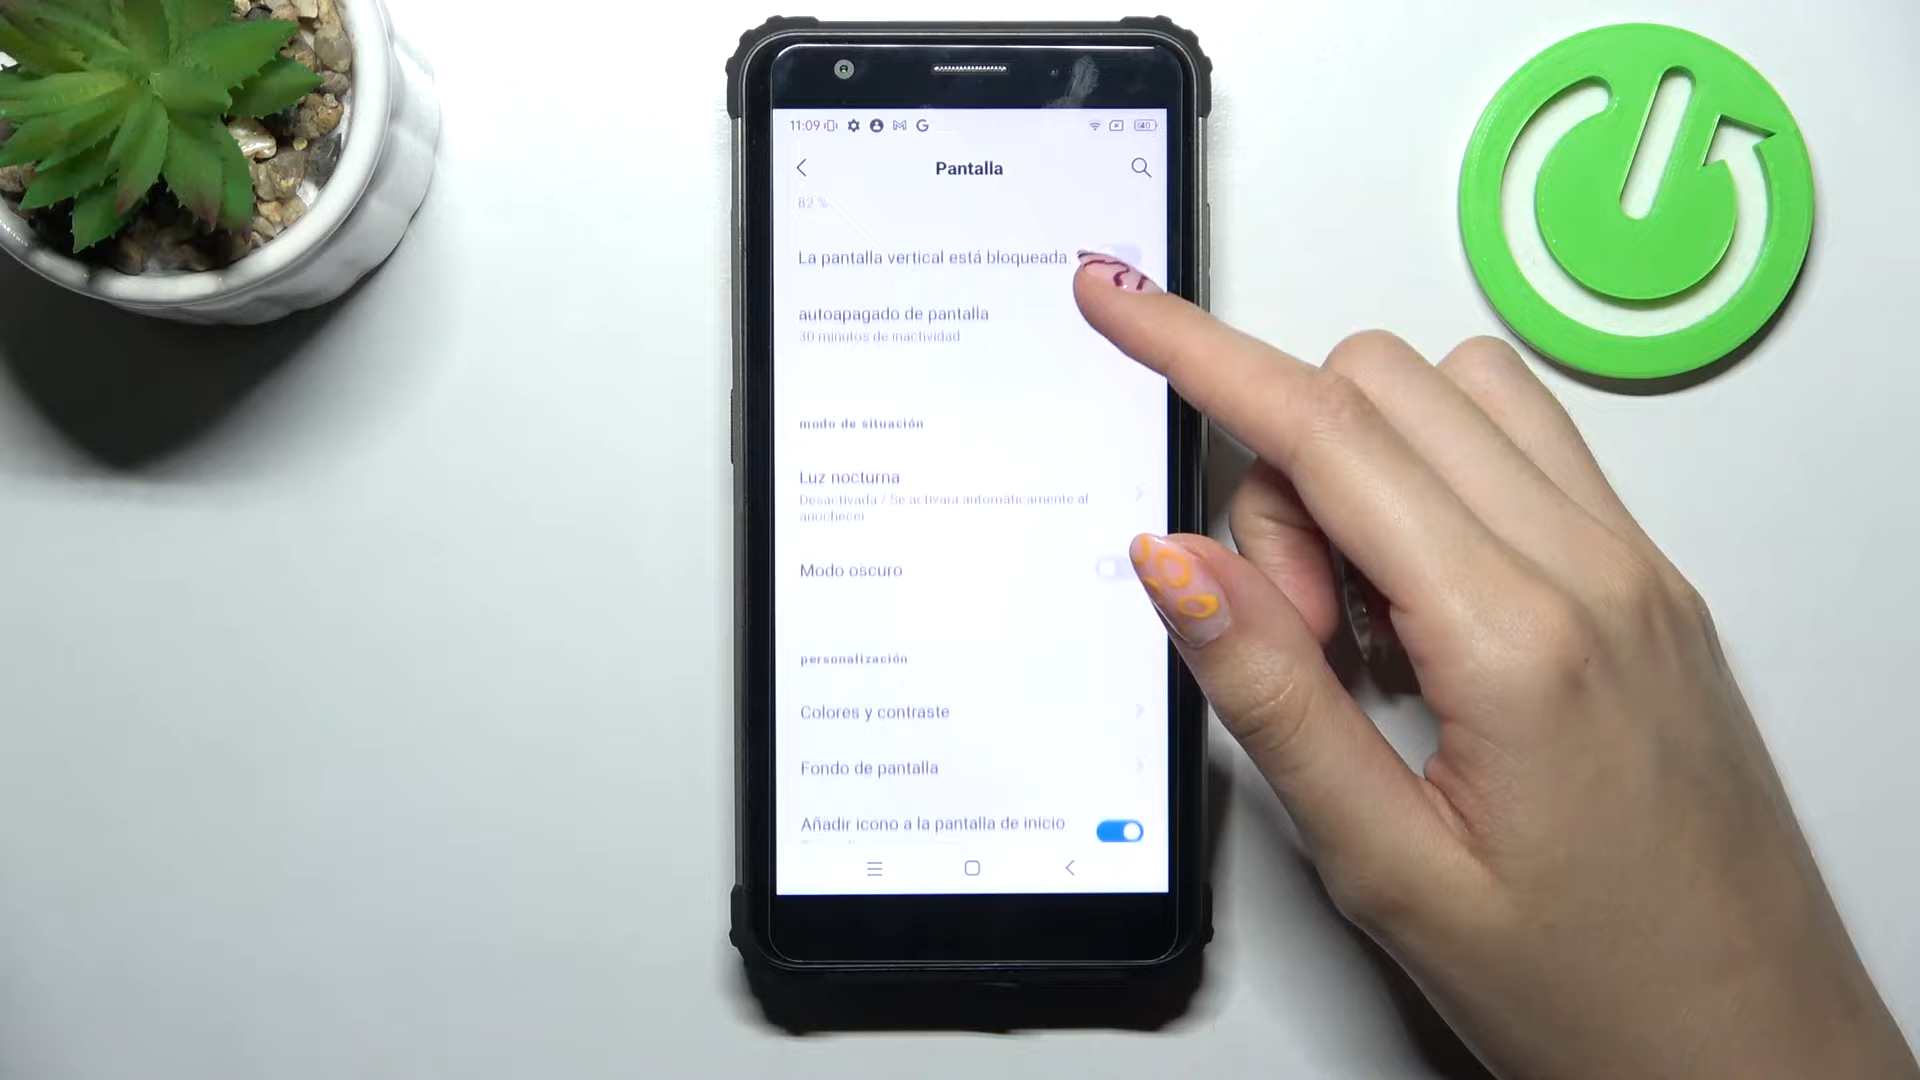 11:09
40
Pantalla
82 %
La pantalla vertical está bloqueada.
autoapagado de pantalla
30 minutos de inactividad
modo de situación
Luz nocturna
Desactivada / Se activará automáticamente al
anochecer
Modo oscuro
personalización
Colores y contraste
Fondo de pantalla
Añadir icono a la pantalla de inicio